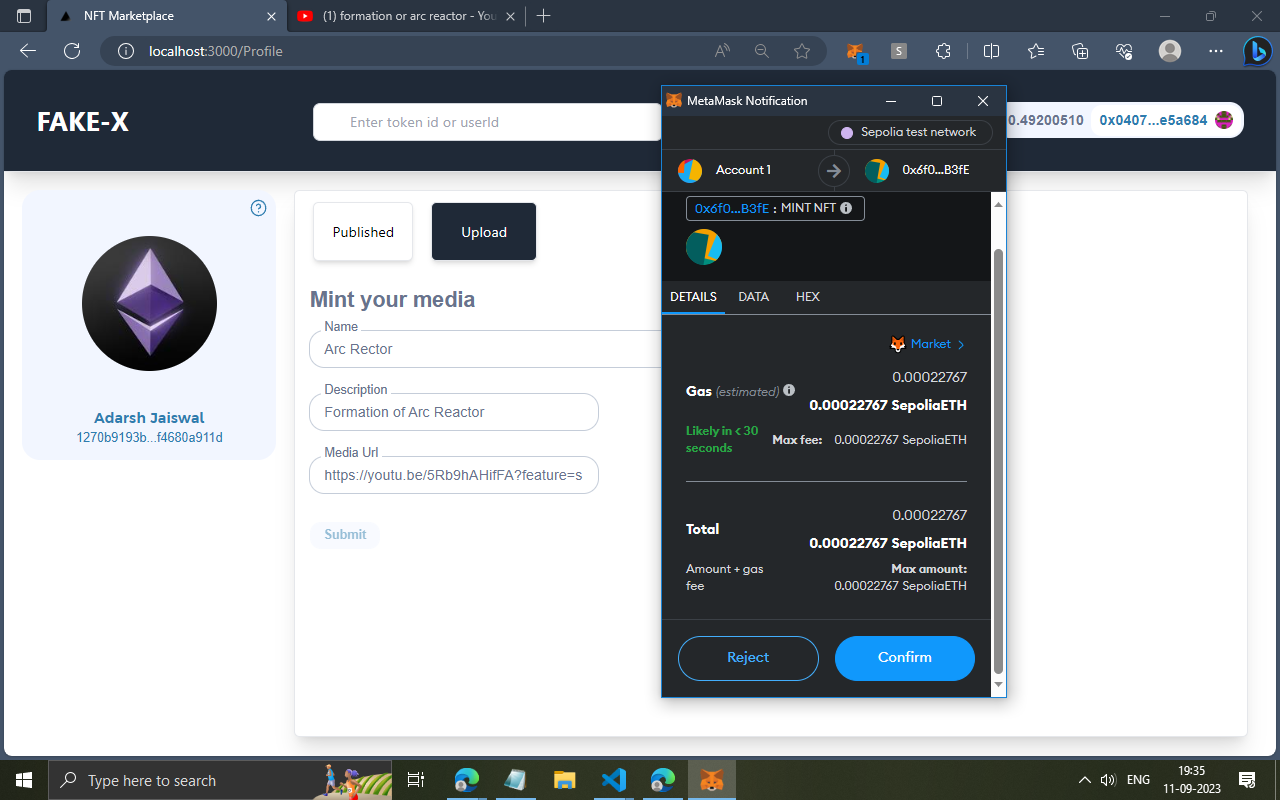 NFT Marketplace
(1) formation or arc reactor - You
localhost:3000/Profile
A
S
1
FAKE-X
Enter token id or userId
0.49200510
0x0407...e5a684
Adarsh Jaiswal
1270b9193b...f4680a911d
Published
Upload
Mint your media
Name
Arc Rector
Description
Formation of Arc Reactor
Media Url
https://youtu.be/5Rb9hAHifFA?feature=s
Submit
MetaMask Notification
Sepolia test network
Account 1
0x6f0...B3fE
0x6f0...B3fE : MINT NFT
DETAILS
DATA
HEX
Market >
0.00022767
Gas (estimated)
0.00022767 SepoliaETH
Likely in < 30 seconds
Max fee: 0.00022767 SepoliaETH
0.00022767
Total
0.00022767 SepoliaETH
Amount + gas fee
Max amount:
0.00022767 SepoliaETH
Reject
Confirm
Type here to search
ENG
19:35
11-09-2023